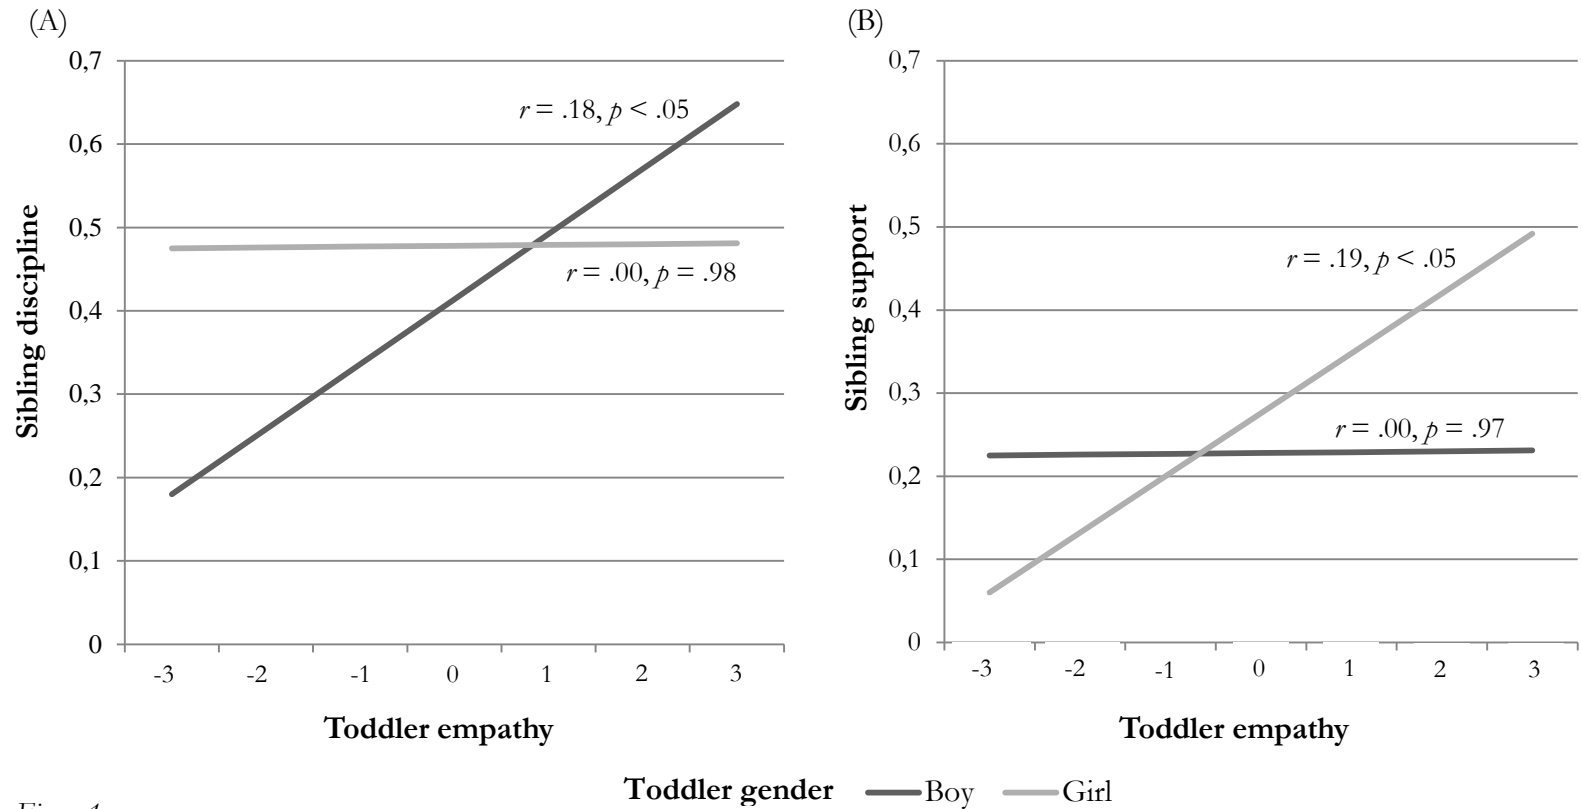 (A)
0,7
0,6
0,5
0,4
0,3
0,2
0,1
0
Sibling discipline
r = .18, p < .05
r = .00, p = .98
-3 -2 -1 0 1 2 3
Toddler empathy
(B)
0,7
0,6
0,5
0,4
0,3
0,2
0,1
0
Sibling support
r = .19, p < .05
r = .00, p = .97
-3 -2 -1 0 1 2 3
Toddler empathy
Toddler gender Boy Girl